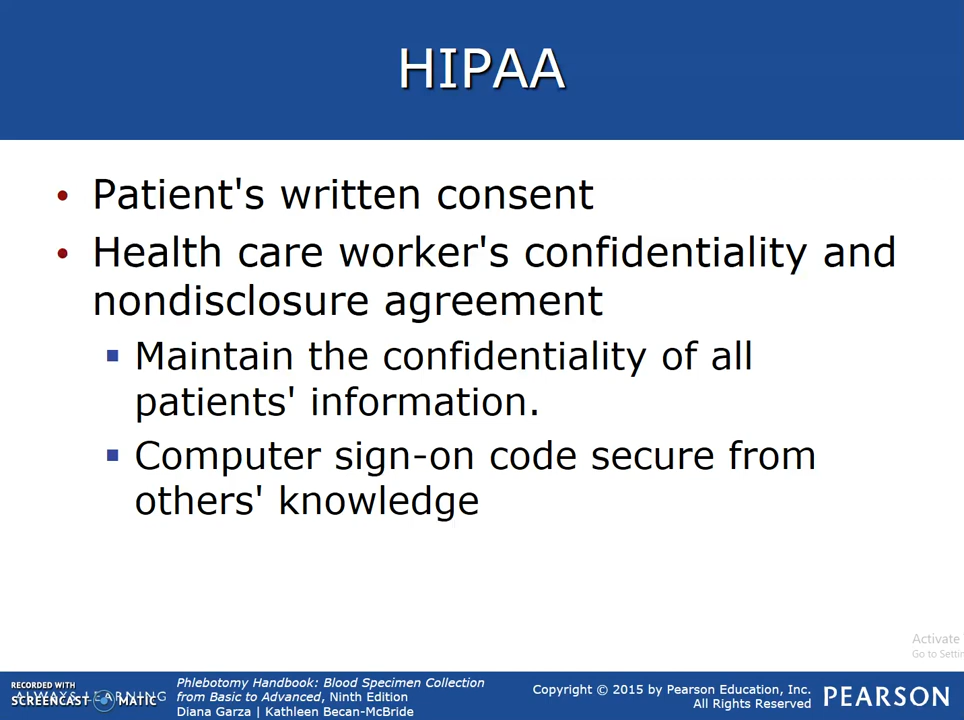 HIPAA
• Patient's written consent
• Health care worker's confidentiality and
nondisclosure agreement
▪ Maintain the confidentiality of all
patients' information.
▪ Computer sign-on code secure from
others' knowledge
Activate
Go to Settin
RECORDED WITH
SCREENCAST MATIC
ALWAYS LEARNING
Phlebotomy Handbook: Blood Specimen Collection
from Basic to Advanced, Ninth Edition
Diana Garza | Kathleen Becan-McBride
Copyright © 2015 by Pearson Education, Inc.
All Rights Reserved
PEARSON